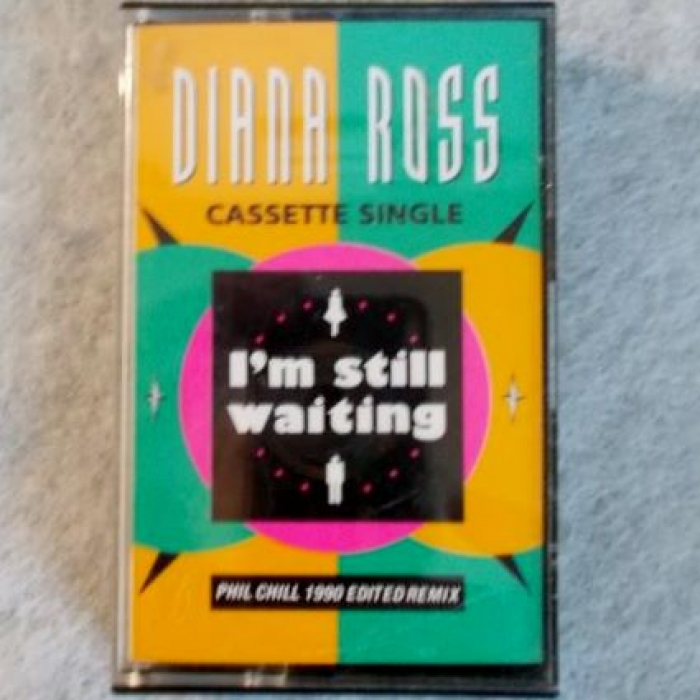 DIANA ROSS
CASSETTE SINGLE
I'm still
waiting
PHIL CHILL 1990 EDITED REMIX